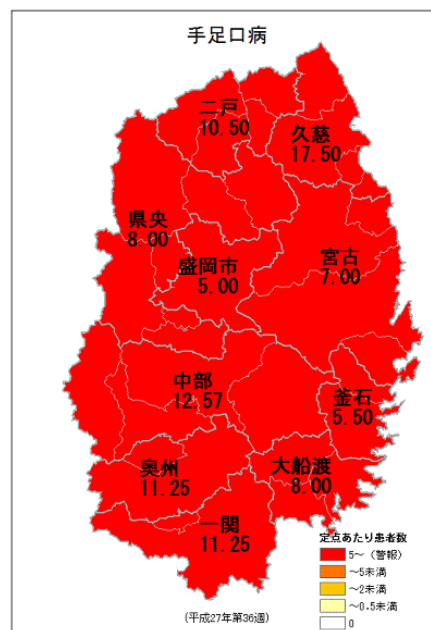 手足口病
二戸
10.50
久慈
17.50
県央
8.00
盛岡市
5.00
宮古
7.00
中部
12.57
釜石
5.50
奥州
11.25
大船渡
8.00
一関
11.25
定点あたり患者数
5～（警報）
～5未満
～2未満
～0.5未満
0
(平成27年第36週)